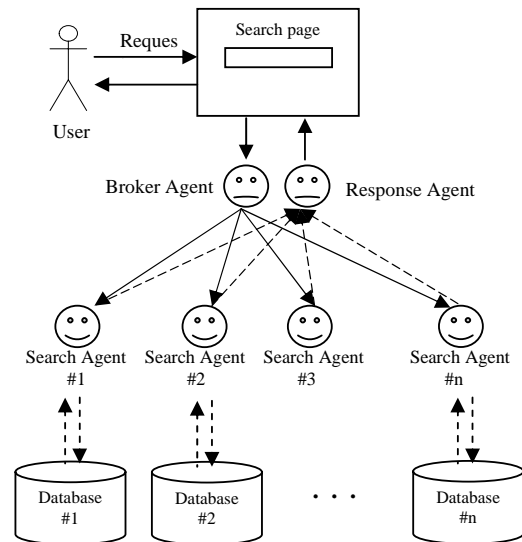 Reques
Search page
User
Broker Agent
Response Agent
Search Agent
#1
Search Agent
#2
Search Agent
#3
Search Agent
#n
Database
#1
Database
#2
. . .
Database
#n